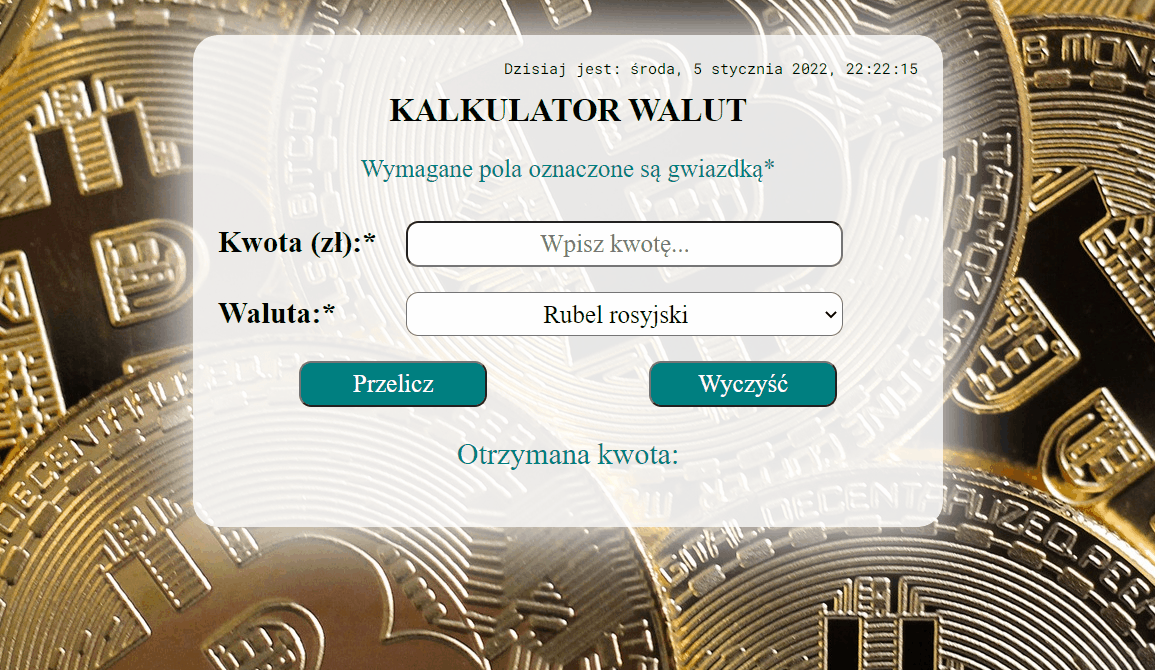 Dzisiaj jest: środa, 5 stycznia 2022, 22:22:15
KALKULATOR WALUT
Wymagane pola oznaczone są gwiazdką*
Kwota (zł):* Wpisz kwotę...
Waluta:* Rubel rosyjski
Przelicz Wyczyść
Otrzymana kwota:
DECENTRALIZED